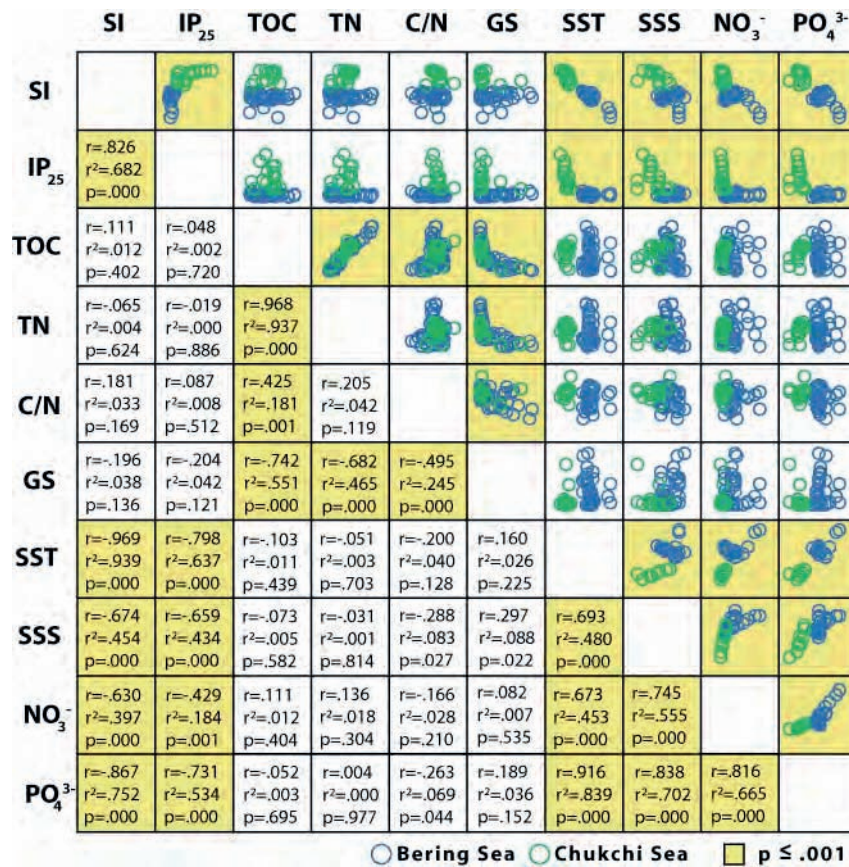 SI IP₂₅ TOC TN C/N GS SST SSS NO₃⁻ PO₄³⁻
SI
IP₂₅
r=.826
r²=.682
p=.000
TOC
r=.111 r=.048
r²=.012 r²=.002
p=.402 p=.720
TN
r=-.065 r=-.019 r=.968
r²=.004 r²=.000 r²=.937
p=.624 p=.886 p=.000
C/N
r=.181 r=.087 r=.425 r=.205
r²=.033 r²=.008 r²=.181 r²=.042
p=.169 p=.512 p=.001 p=.119
GS
r=-.196 r=-.204 r=-.742 r=-.682 r=-.495
r²=.038 r²=.042 r²=.551 r²=.465 r²=.245
p=.136 p=.121 p=.000 p=.000 p=.000
SST
r=-.969 r=-.798 r=-.103 r=-.051 r=-.200 r=.160
r²=.939 r²=.637 r²=.011 r²=.003 r²=.040 r²=.026
p=.000 p=.000 p=.439 p=.703 p=.128 p=.225
SSS
r=-.674 r=-.659 r=-.073 r=-.031 r=-.288 r=.297 r=.693
r²=.454 r²=.434 r²=.005 r²=.001 r²=.083 r²=.088 r²=.480
p=.000 p=.000 p=.582 p=.814 p=.027 p=.022 p=.000
NO₃⁻
r=-.630 r=-.429 r=.111 r=.136 r=-.166 r=.082 r=.673 r=.745
r²=.397 r²=.184 r²=.012 r²=.018 r²=.028 r²=.007 r²=.453 r²=.555
p=.000 p=.001 p=.404 p=.304 p=.210 p=.535 p=.000 p=.000
PO₄³⁻
r=-.867 r=-.731 r=-.052 r=.004 r=-.263 r=.189 r=.916 r=.838 r=.816
r²=.752 r²=.534 r²=.003 r²=.000 r²=.069 r²=.036 r²=.839 r²=.702 r²=.665
p=.000 p=.000 p=.695 p=.977 p=.044 p=.152 p=.000 p=.000 p=.000
Bering Sea Chukchi Sea p ≤ .001